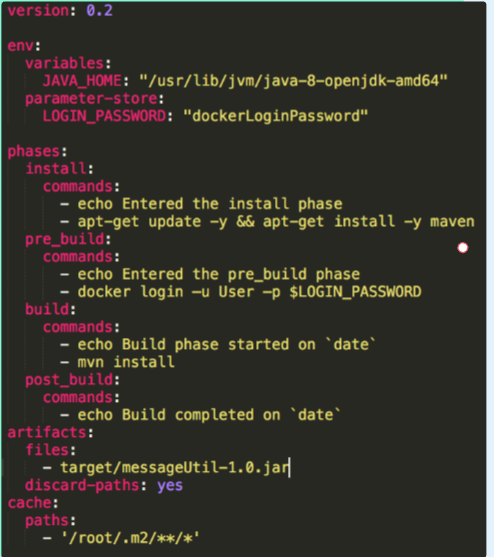 version: 0.2
env:
variables:
JAVA_HOME: "/usr/lib/jvm/java-8-openjdk-amd64"
parameter-store:
LOGIN_PASSWORD: "dockerLoginPassword"
phases:
install:
commands:
- echo Entered the install phase
- apt-get update -y && apt-get install -y maven
pre_build:
commands:
- echo Entered the pre_build phase
- docker login –u User -p $LOGIN_PASSWORD
build:
commands:
- echo Build phase started on `date`
- mvn install
post_build:
commands:
- echo Build completed on `date`
artifacts:
files:
- target/messageUtil-1.0.jar
discard-paths: yes
cache:
paths:
- '/root/.m2/**/*'